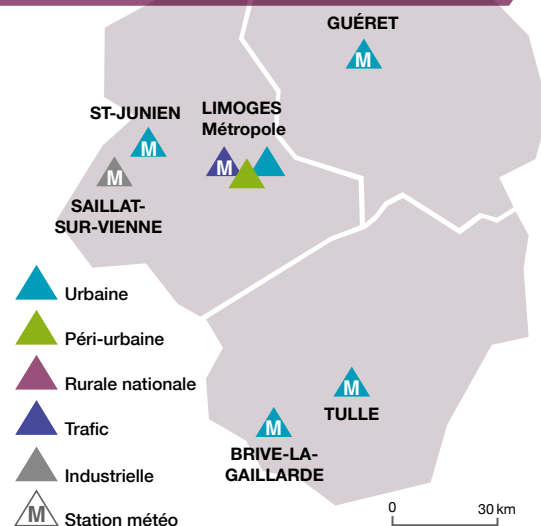 GUÉRET
M
ST-JUNIEN
LIMOGES
Métropole
M
M
M
SAILLAT-
SUR-VIENNE
Urbaine
Péri-urbaine
Rurale nationale
M
TULLE
Trafic
M
BRIVE-LA-
GAILLARDE
Industrielle
M Station météo
0 30 km